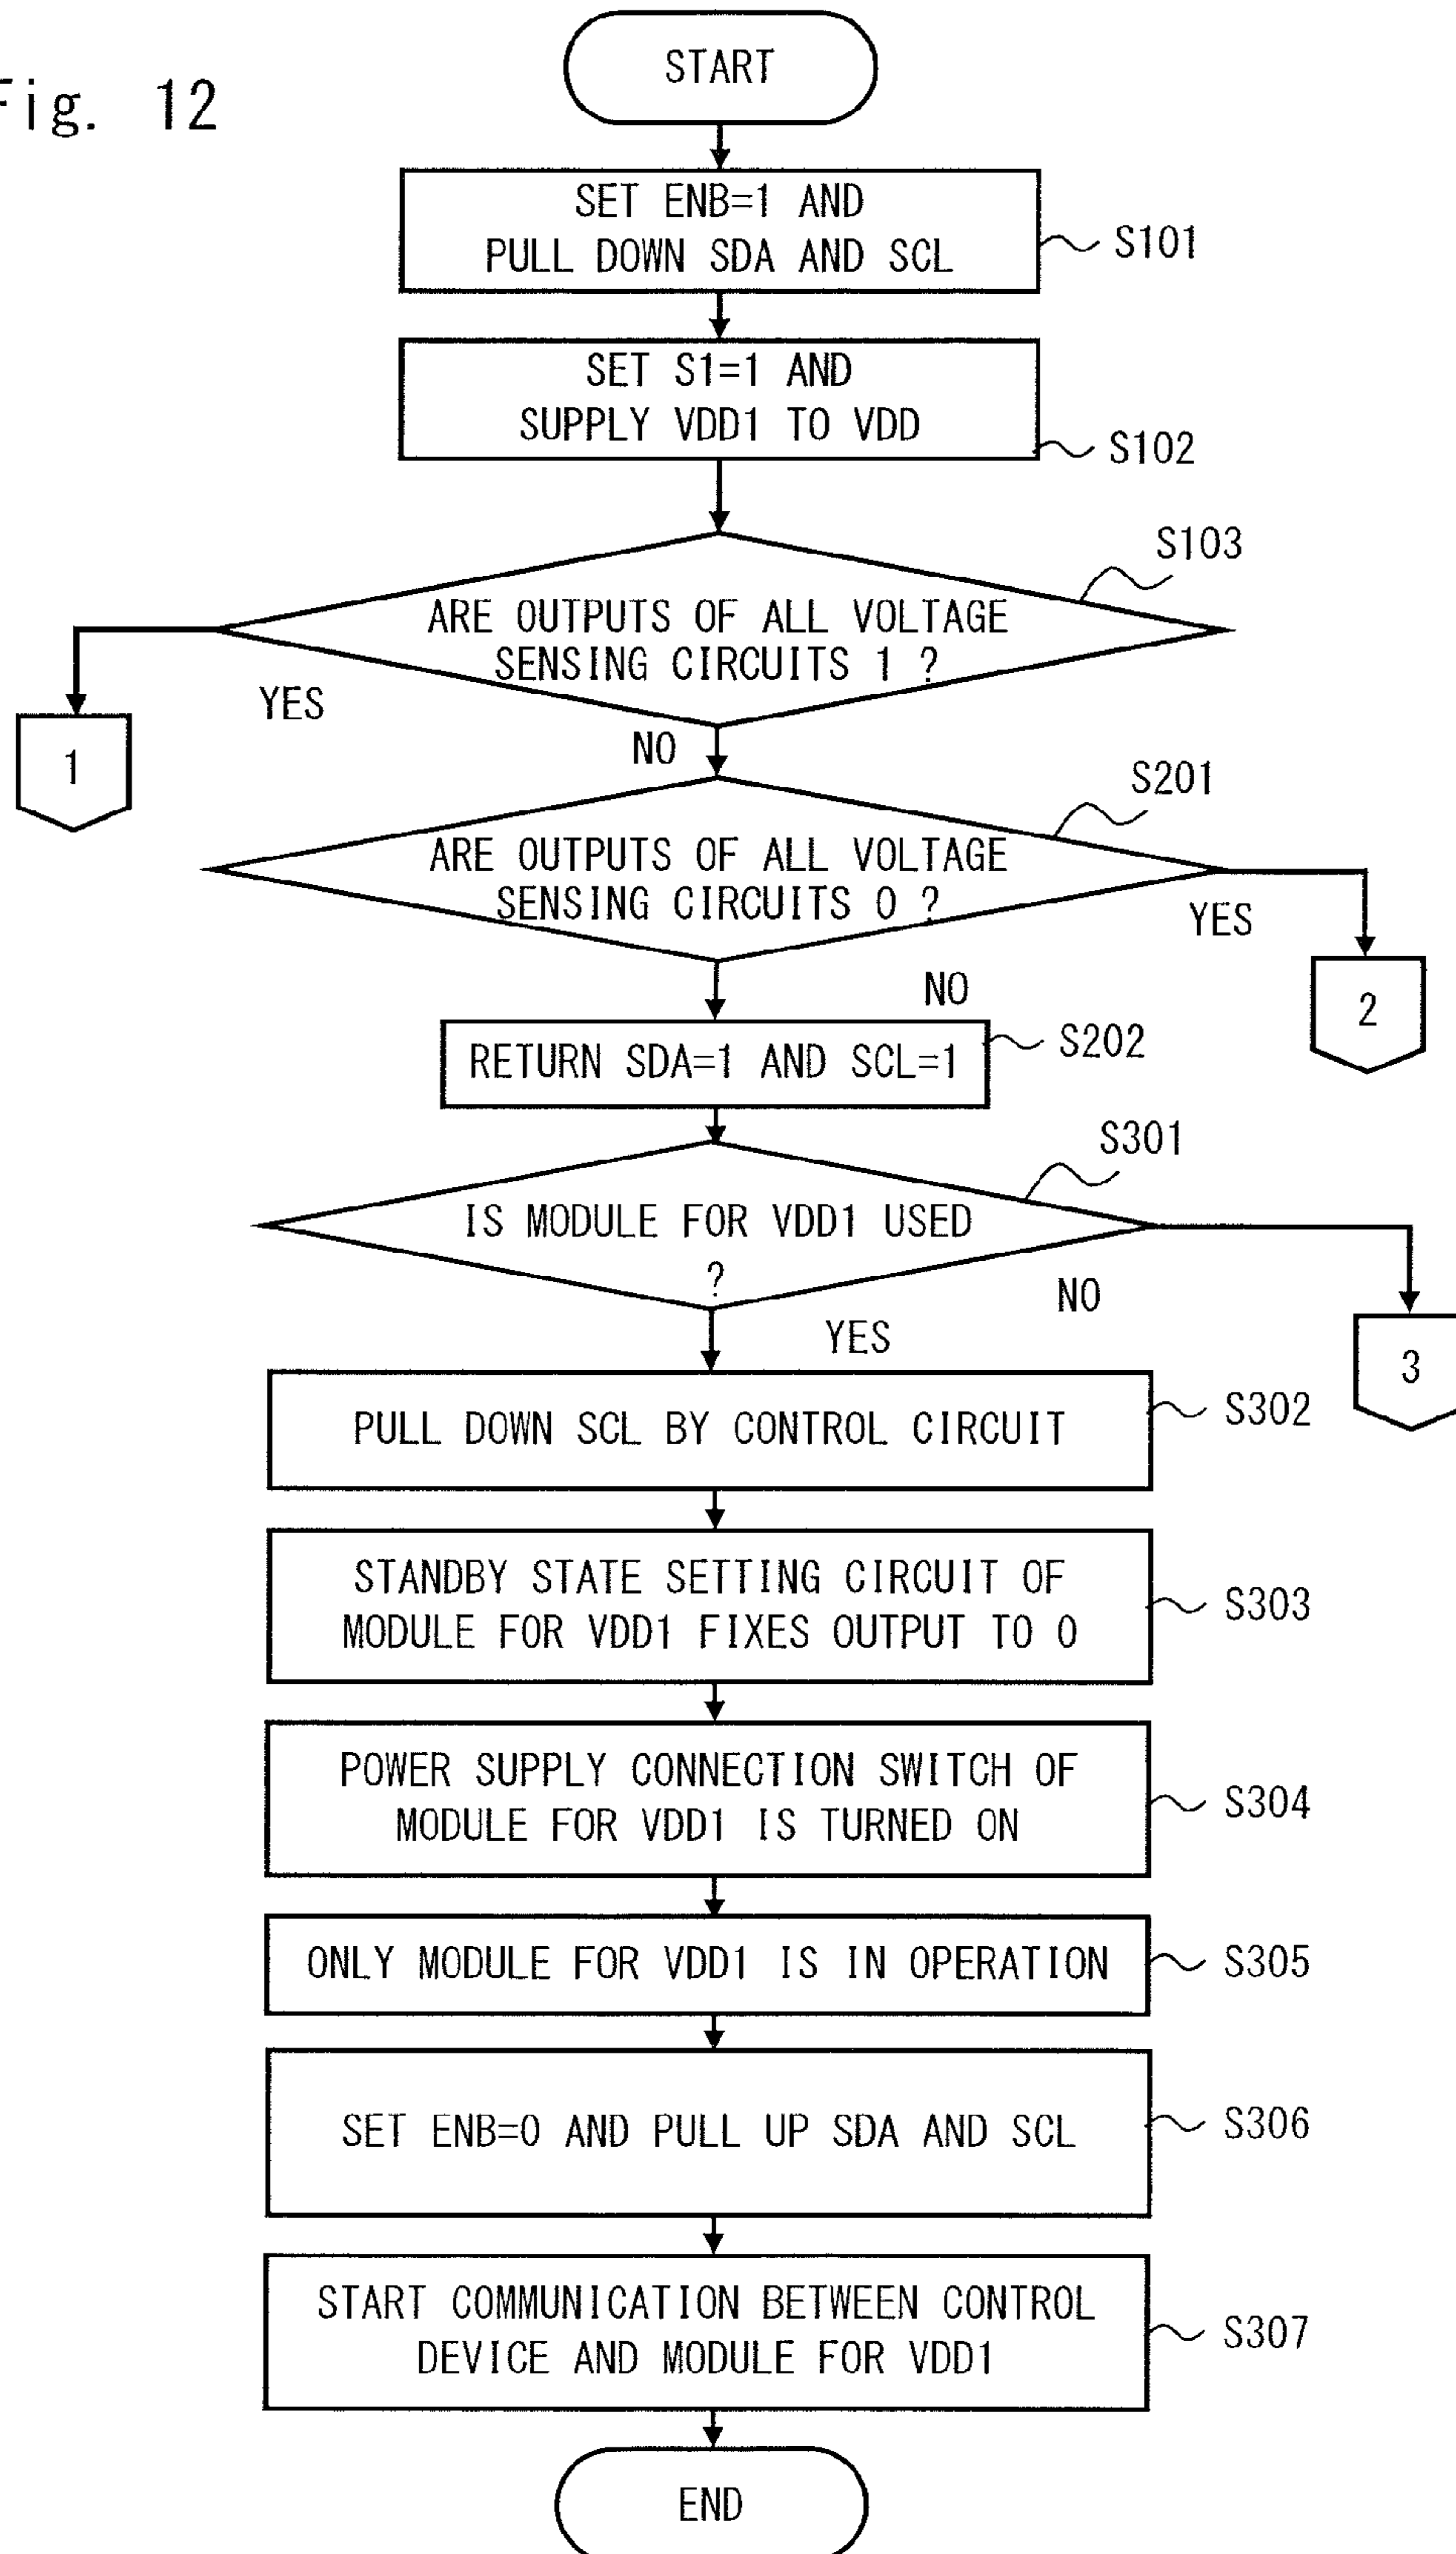 Fig. 12
START
SET ENB=1 AND
PULL DOWN SDA AND SCL
S101
SET S1=1 AND
SUPPLY VDD1 TO VDD
S102
S103
ARE OUTPUTS OF ALL VOLTAGE
SENSING CIRCUITS 1 ?
YES
1
NO
S201
ARE OUTPUTS OF ALL VOLTAGE
SENSING CIRCUITS 0 ?
YES
2
NO
RETURN SDA=1 AND SCL=1
S202
S301
IS MODULE FOR VDD1 USED
?
NO
YES
3
PULL DOWN SCL BY CONTROL CIRCUIT
S302
STANDBY STATE SETTING CIRCUIT OF
MODULE FOR VDD1 FIXES OUTPUT TO 0
S303
POWER SUPPLY CONNECTION SWITCH OF
MODULE FOR VDD1 IS TURNED ON
S304
ONLY MODULE FOR VDD1 IS IN OPERATION
S305
SET ENB=0 AND PULL UP SDA AND SCL
S306
START COMMUNICATION BETWEEN CONTROL
DEVICE AND MODULE FOR VDD1
S307
END